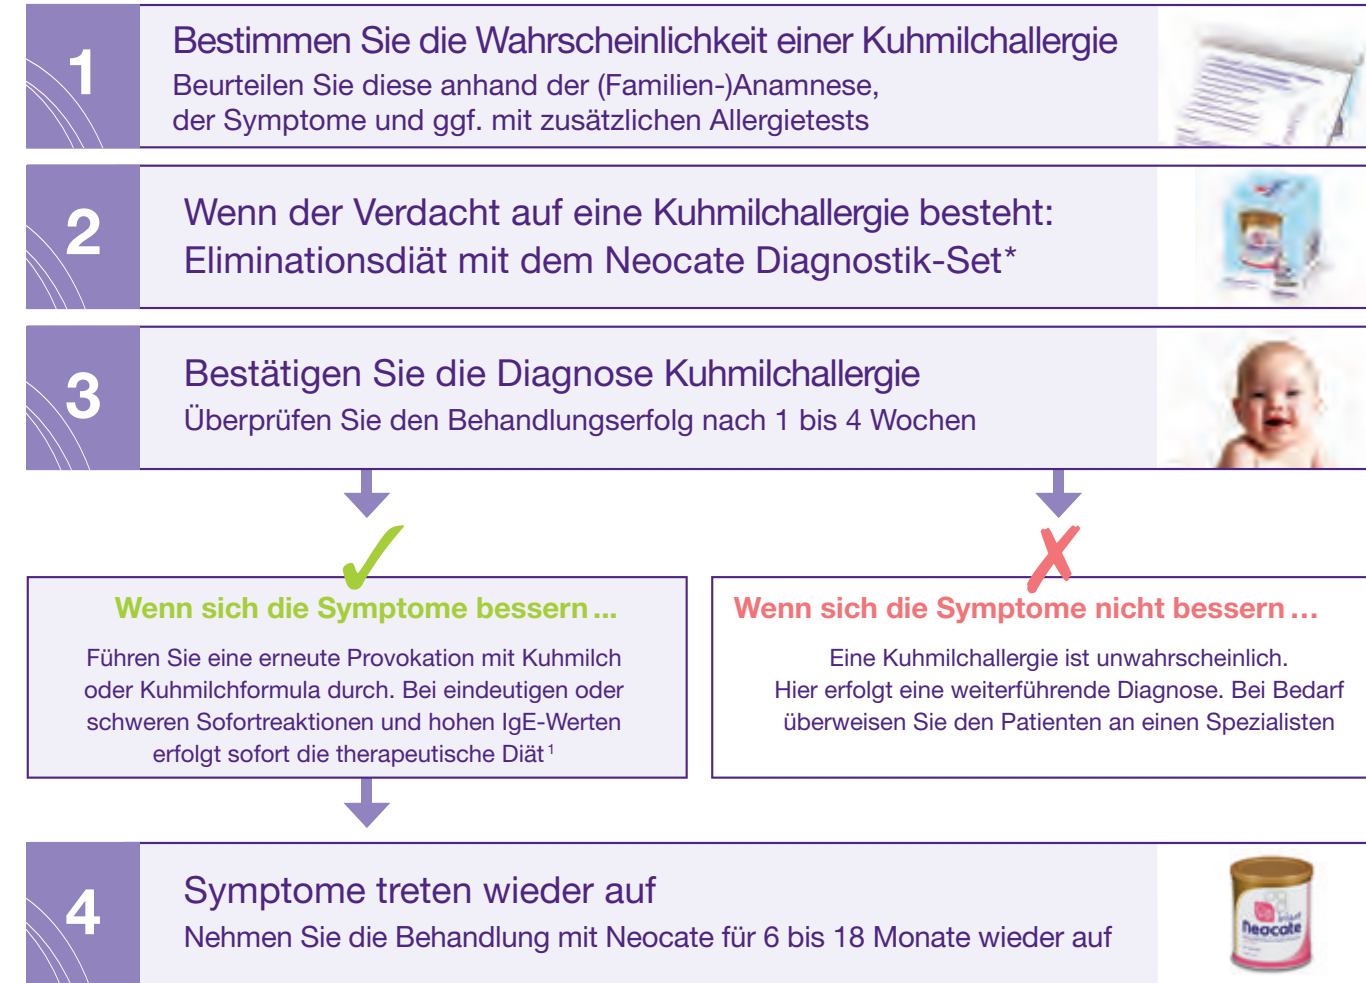 1
Bestimmen Sie die Wahrscheinlichkeit einer Kuhmilchallergie
Beurteilen Sie diese anhand der (Familien-)Anamnese,
der Symptome und ggf. mit zusätzlichen Allergietests
2
Wenn der Verdacht auf eine Kuhmilchallergie besteht:
Eliminationsdiät mit dem Neocate Diagnostik-Set*
3
Bestätigen Sie die Diagnose Kuhmilchallergie
Überprüfen Sie den Behandlungserfolg nach 1 bis 4 Wochen
Wenn sich die Symptome bessern ...
Führen Sie eine erneute Provokation mit Kuhmilch
oder Kuhmilchformula durch. Bei eindeutigen oder
schweren Sofortreaktionen und hohen IgE-Werten
erfolgt sofort die therapeutische Diät¹
Wenn sich die Symptome nicht bessern ...
Eine Kuhmilchallergie ist unwahrscheinlich.
Hier erfolgt eine weiterführende Diagnose. Bei Bedarf
überweisen Sie den Patienten an einen Spezialisten
4
Symptome treten wieder auf
Nehmen Sie die Behandlung mit Neocate für 6 bis 18 Monate wieder auf
Neocate